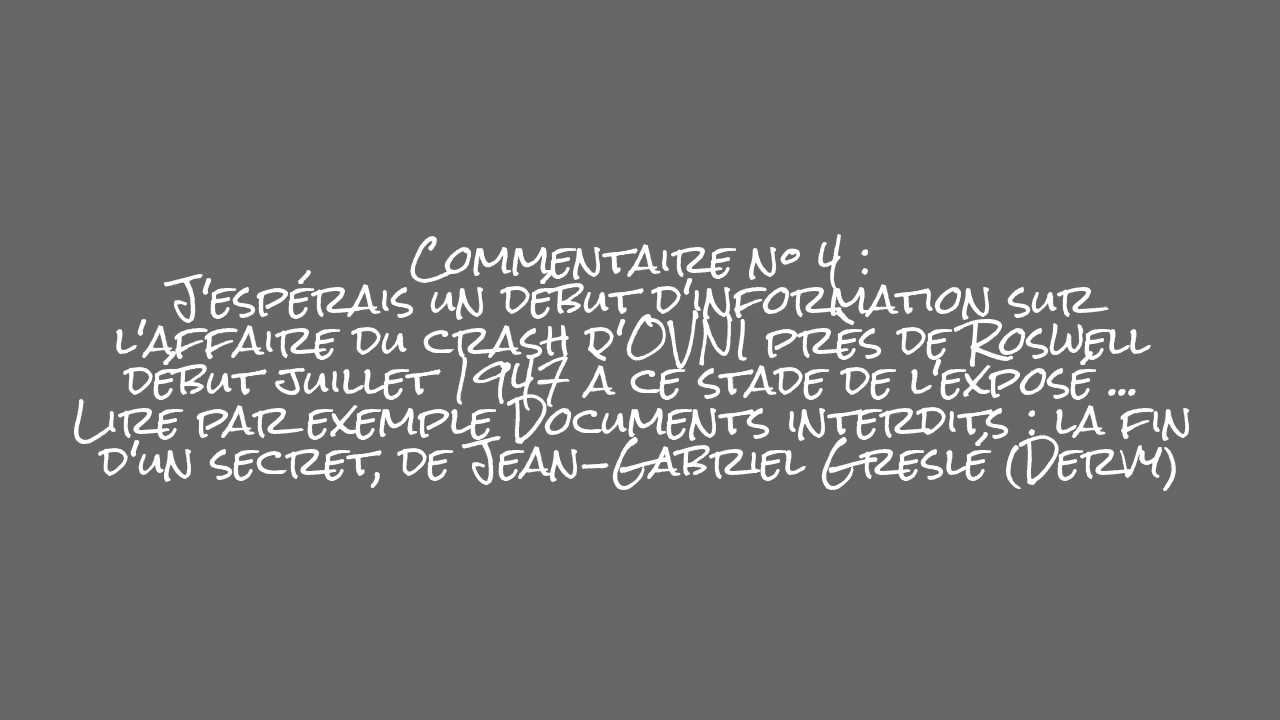 Commentaire n° 4 :
J'espérais un début d'information sur
l'affaire du crash d'OVNI près de Roswell
début juillet 1947 à ce stade de l'exposé ...
Lire par exemple Documents interdits : la fin
d'un secret, de Jean-Gabriel Greslé (Dervy)